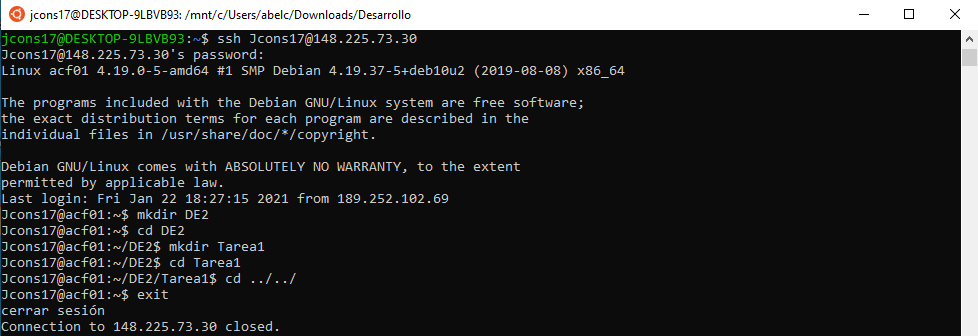 jcons17@DESKTOP-9LBVB93: /mnt/c/Users/abelc/Downloads/Desarrollo
jcons17@DESKTOP-9LBVB93:~$ ssh Jcons17@148.225.73.30
Jcons17@148.225.73.30's password:
Linux acf01 4.19.0-5-amd64 #1 SMP Debian 4.19.37-5+deb10u2 (2019-08-08) x86_64

The programs included with the Debian GNU/Linux system are free software;
the exact distribution terms for each program are described in the
individual files in /usr/share/doc/*/copyright.

Debian GNU/Linux comes with ABSOLUTELY NO WARRANTY, to the extent
permitted by applicable law.
Last login: Fri Jan 22 18:27:15 2021 from 189.252.102.69
Jcons17@acf01:~$ mkdir DE2
Jcons17@acf01:~$ cd DE2
Jcons17@acf01:~/DE2$ mkdir Tarea1
Jcons17@acf01:~/DE2$ cd Tarea1
Jcons17@acf01:~/DE2/Tarea1$ cd ../../
Jcons17@acf01:~$ exit
cerrar sesión
Connection to 148.225.73.30 closed.